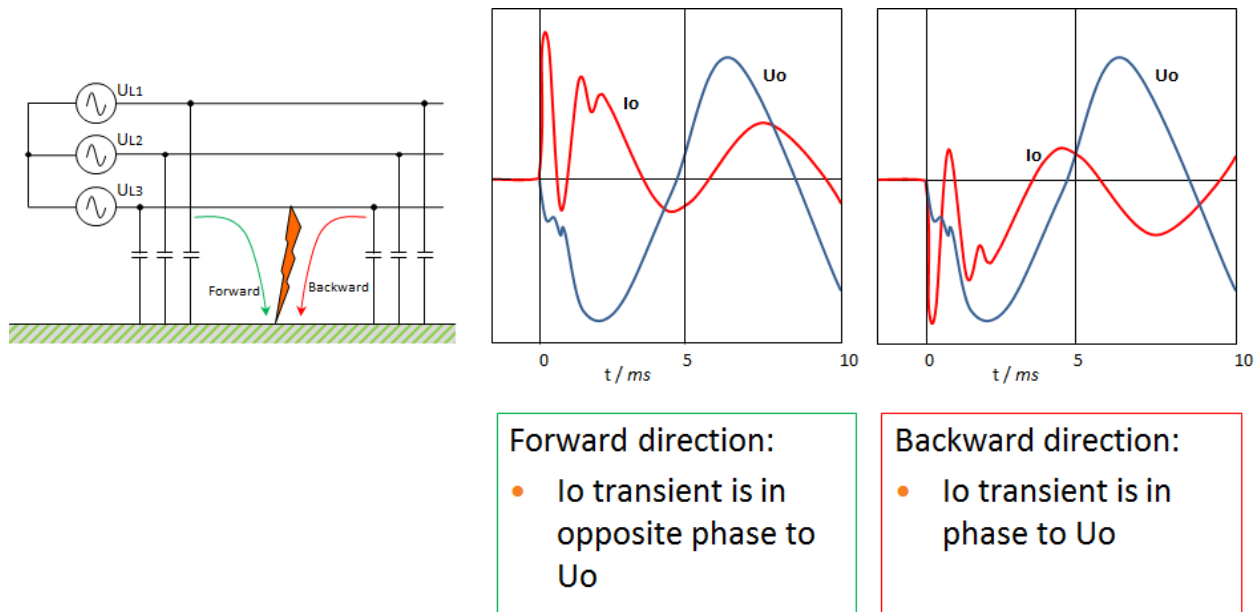 UL1
UL2
UL3
Forward
Backward
Io
Uo
0
5
10
t / ms
Io
Uo
0
5
10
t / ms
Forward direction:
• Io transient is in
opposite phase to
Uo
Backward direction:
• Io transient is in
phase to Uo